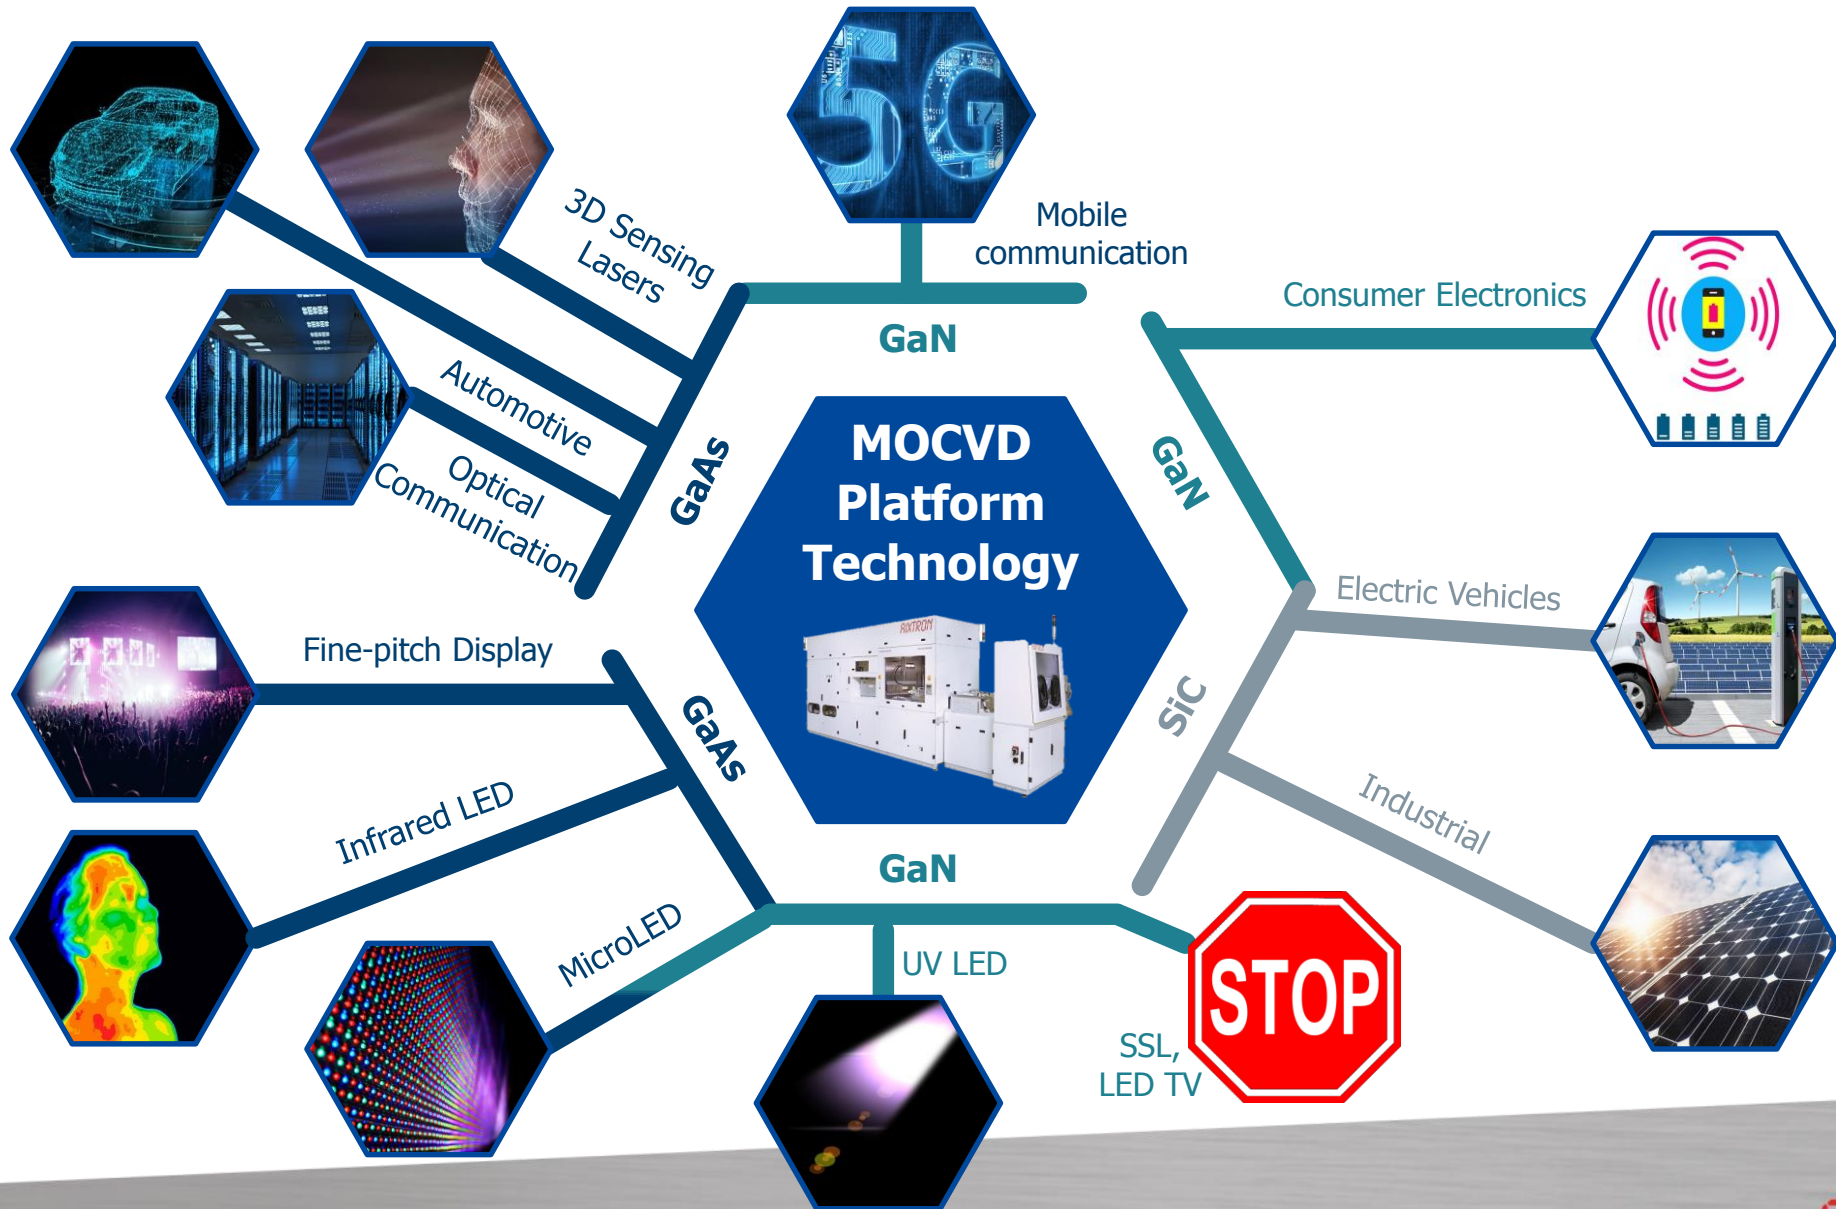 5G
3D Sensing
Lasers
Mobile
communication
Consumer Electronics
GaN
Automotive
MOCVD
Platform
Technology
GaAs
GaN
Optical
Communication
AIXTRON
Electric Vehicles
Fine-pitch Display
GaAs
SiC
Infrared LED
Industrial
GaN
MicroLED
UV LED
STOP
SSL,
LED TV